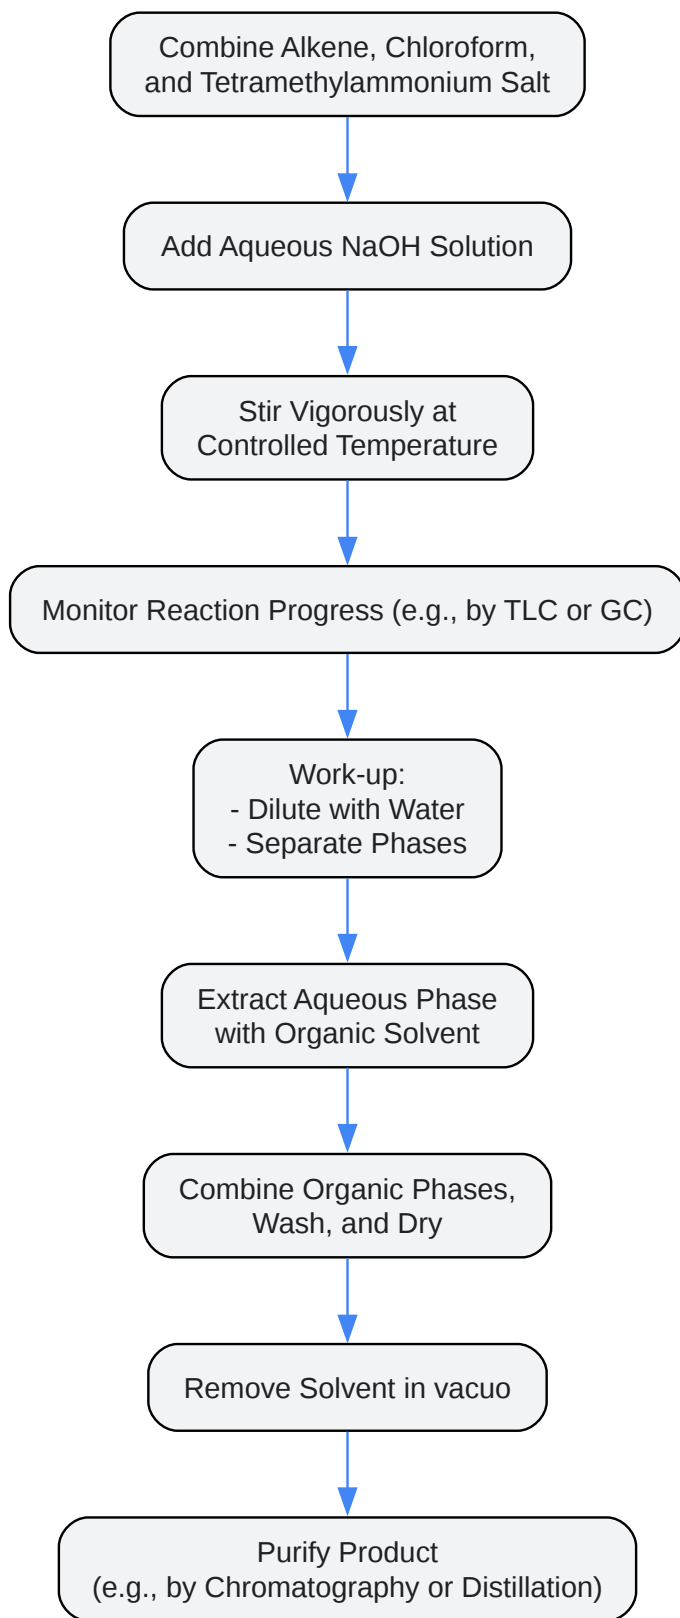 Combine Alkene, Chloroform,
and Tetramethylammonium Salt
Add Aqueous NaOH Solution
Stir Vigorously at
Controlled Temperature
Monitor Reaction Progress (e.g., by TLC or GC)
Work-up:
- Dilute with Water
- Separate Phases
Extract Aqueous Phase
with Organic Solvent
Combine Organic Phases,
Wash, and Dry
Remove Solvent in vacuo
Purify Product
(e.g., by Chromatography or Distillation)